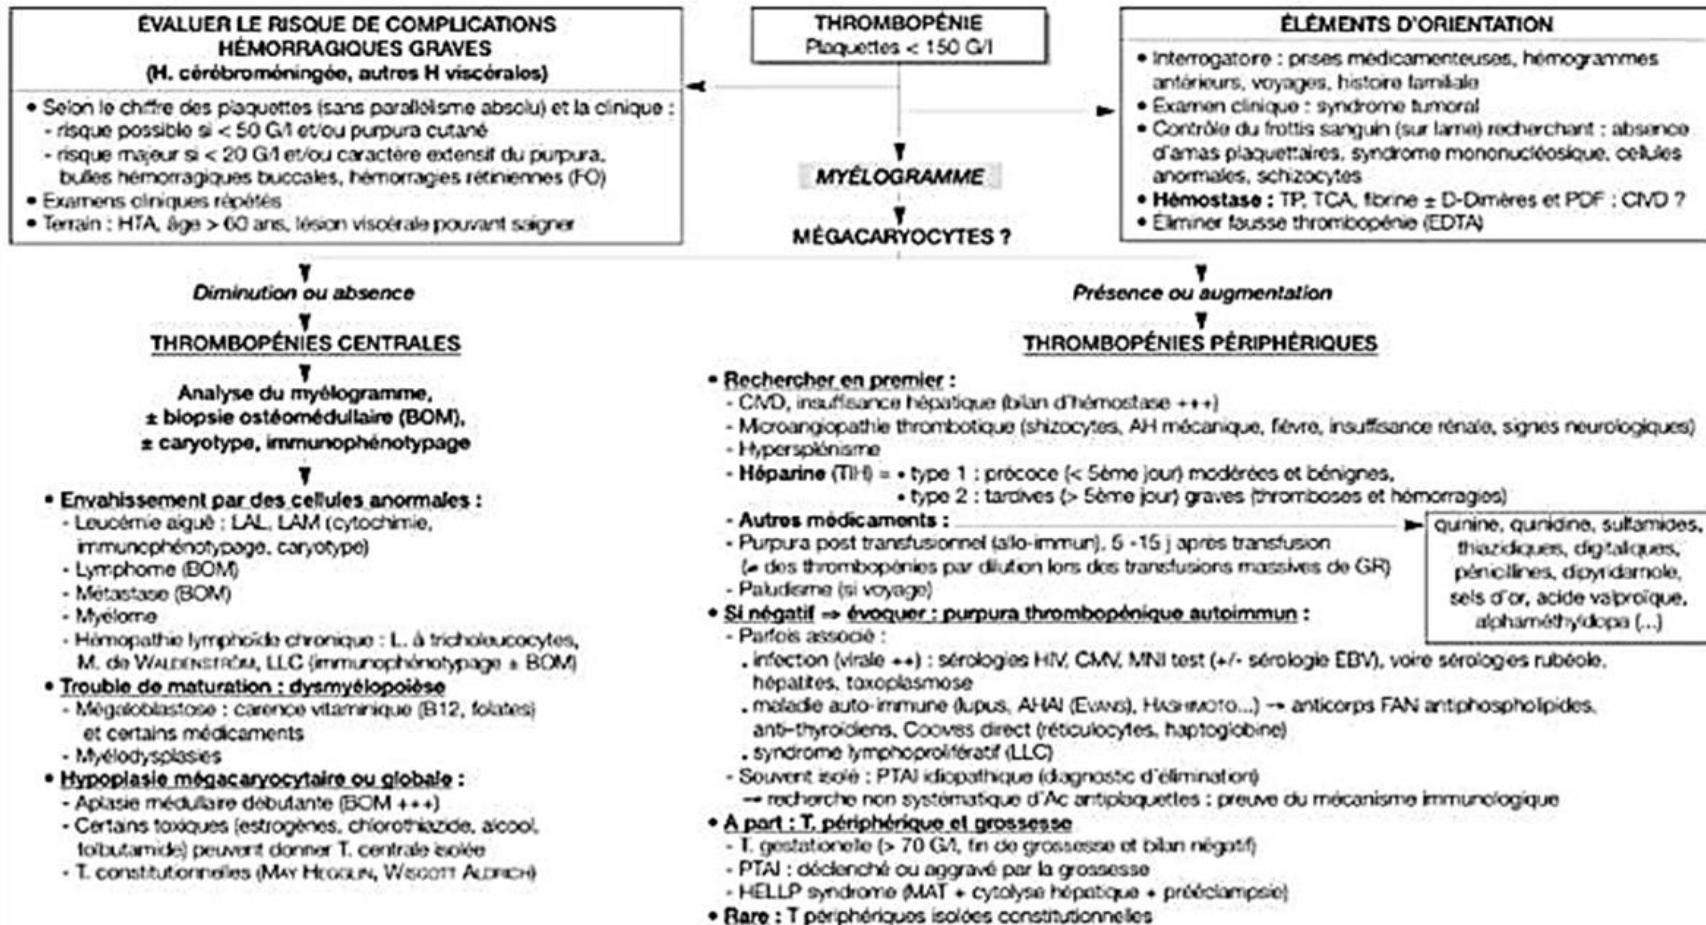 ÉVALUER LE RISQUE DE COMPLICATIONS
HÉMORRAGIQUES GRAVES
(H. cérébroméningée, autres H viscérales)
• Selon le chiffre des plaquettes (sans parallélisme absolu) et la clinique :
- risque possible si < 50 G/l et/ou purpura cutané
- risque majeur si < 20 G/l et/ou caractère extensif du purpura,
bulles hémorragiques buccales, hémorragies rétiniennes (FO)
• Examens cliniques répétés
• Terrain : HTA, âge > 60 ans, lésion viscérale pouvant saigner
THROMBOPÉNIE
Plaquettes < 150 G/l
ÉLÉMENTS D'ORIENTATION
• Interrogatoire : prises médicamenteuses, hémogrammes
antérieurs, voyages, histoire familiale
• Examen clinique : syndrome tumoral
• Contrôle du frottis sanguin (sur lame) recherchant : absence
d'amas plaquettaires, syndrome mononucléosique, cellules
anormales, schizocytes
• Hémostase : TP, TCA, fibrine ± D-Dimères et PDF : CIVD ?
• Éliminer fausse thrombopénie (EDTA)
MYÉLOGRAMME
MÉGACARYOCYTES ?
Diminution ou absence
THROMBOPÉNIES CENTRALES
Analyse du myélogramme,
± biopsie ostéomédullaire (BOM),
± caryotype, immunophénotypage
• Envahissement par des cellules anormales :
- Leucémie aiguë : LAL, LAM (cytochimie,
immunophénotypage, caryotype)
- Lymphome (BOM)
- Métastase (BOM)
- Myélome
- Hémopathie lymphoïde chronique : L. à tricholeucocytes,
M. de WALDENSTRÖM, LLC (immunophénotypage ± BOM)
• Trouble de maturation : dysmyélopoïèse
- Mégaloblastose : carence vitaminique (B12, folates)
et certains médicaments
- Myélodysplasies
• Hypoplasie mégacaryocytaire ou globale :
- Aplasie médullaire débutante (BOM +++)
- Certains toxiques (estrogènes, chlorothiazide, alcool,
tolbutamide) peuvent donner T. centrale isolée
- T. constitutionnelles (MAY HEGGLIN, WISCOTT ALDRICH)
Présence ou augmentation
THROMBOPÉNIES PÉRIPHÉRIQUES
• Rechercher en premier :
- CIVD, insuffisance hépatique (bilan d'hémostase +++)
- Microangiopathie thrombotique (shizocytes, AH mécanique, fièvre, insuffisance rénale, signes neurologiques)
- Hypersplénisme
- Héparine (TIH) = • type 1 : précoce (< 5ème jour) modérées et bénignes,
• type 2 : tardives (> 5ème jour) graves (thromboses et hémorragies)
- Autres médicaments :
quinine, quinidine, sulfamides,
thiazidiques, digitaliques,
pénicillines, dipyridamole,
sels d'or, acide valproïque,
alphaméthyldopa (...)
- Purpura post transfusionnel (allo-immun), 5 -15 j après transfusion
(≠ des thrombopénies par dilution lors des transfusions massives de GR)
- Paludisme (si voyage)
• Si négatif ⇒ évoquer : purpura thrombopénique autoimmun :
- Parfois associé :
. infection (virale ++) : sérologies HIV, CMV, MNI test (+/- sérologie EBV), voire sérologies rubéole,
hépatites, toxoplasmose
. maladie auto-immune (lupus, AHAI (EVANS), HASHIMOTO...) → anticorps FAN antiphospholipides,
anti-thyroïdiens, COOMBS direct (réticulocytes, haptoglobine)
. syndrome lymphoprolifératif (LLC)
- Souvent isolé : PTAI idiopathique (diagnostic d'élimination)
→ recherche non systématique d'Ac antiplaquettes : preuve du mécanisme immunologique
• A part : T. périphérique et grossesse
- T. gestationelle (> 70 G/l, fin de grossesse et bilan négatif)
- PTAI : déclenché ou aggravé par la grossesse
- HELLP syndrome (MAT + cytolyse hépatique + prééclampsie)
• Rare : T périphériques isolées constitutionnelles